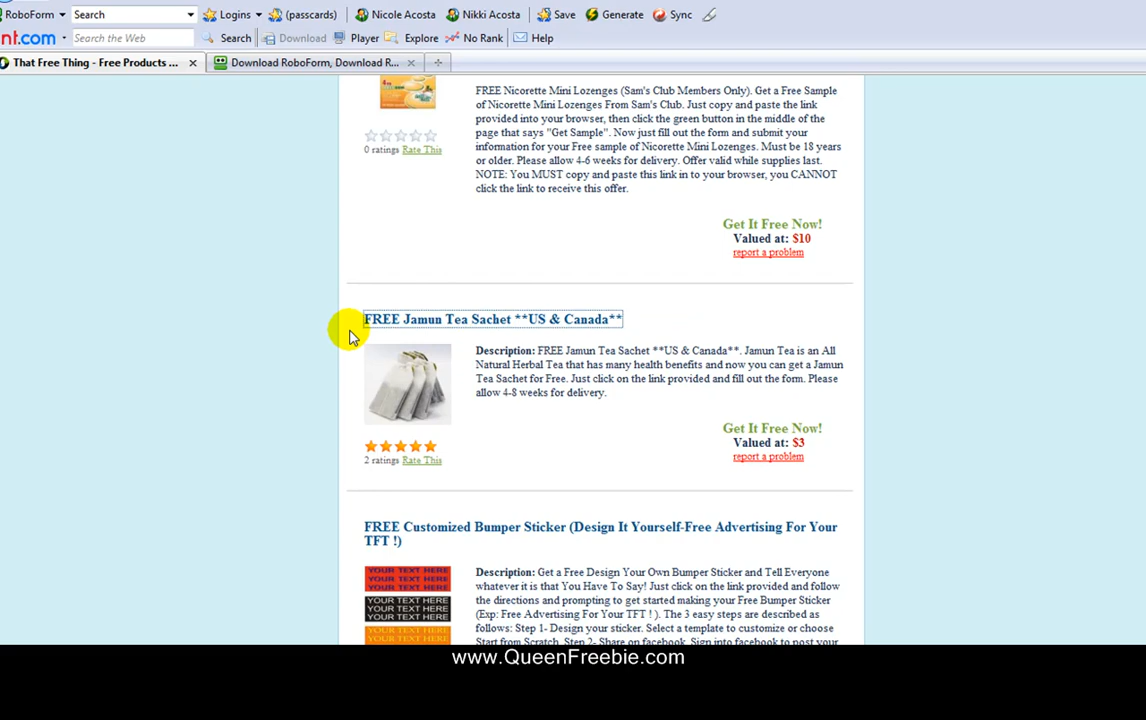 RoboForm Search Logins (passcards) Nicole Acosta Nikki Acosta Save Generate Sync
nt.com Search the Web Search Download Player Explore No Rank Help
That Free Thing - Free Products ... Download RoboForm, Download R...
FREE Nicorette Mini Lozenges (Sam's Club Members Only). Get a Free Sample
of Nicorette Mini Lozenges From Sam's Club. Just copy and paste the link
provided into your browser, then click the green button in the middle of the
page that says "Get Sample". Now just fill out the form and submit your
information for your Free sample of Nicorette Mini Lozenges. Must be 18 years
or older. Please allow 4-6 weeks for delivery. Offer valid while supplies last.
NOTE: You MUST copy and paste this link in to your browser, you CANNOT
click the link to receive this offer.
0 ratings Rate This
Get It Free Now!
Valued at: $10
report a problem
FREE Jamun Tea Sachet **US & Canada**
Description: FREE Jamun Tea Sachet **US & Canada**. Jamun Tea is an All
Natural Herbal Tea that has many health benefits and now you can get a Jamun
Tea Sachet for Free. Just click on the link provided and fill out the form. Please
allow 4-8 weeks for delivery.
2 ratings Rate This
Get It Free Now!
Valued at: $3
report a problem
FREE Customized Bumper Sticker (Design It Yourself-Free Advertising For Your
TFT !)
YOUR TEXT HERE
YOUR TEXT HERE
YOUR TEXT HERE
YOUR TEXT HERE
YOUR TEXT HERE
YOUR TEXT HERE
Description: Get a Free Design Your Own Bumper Sticker and Tell Everyone
whatever it is that You Have To Say! Just click on the link provided and follow
the directions and prompting to get started making your Free Bumper Sticker
(Exp: Free Advertising For Your TFT ! ). The 3 easy steps are described as
follows: Step 1- Design your sticker. Select a template to customize or choose
Start from Scratch. Step 2- Share on facebook. Sign into facebook to post your
www.QueenFreebie.com